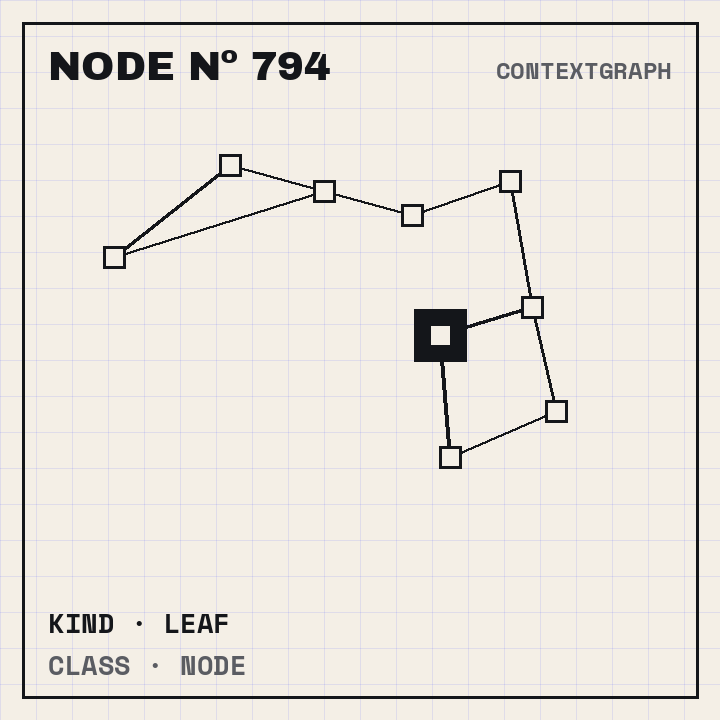 NODE Nº 794
CONTEXTGRAPH
KIND · LEAF
CLASS · NODE